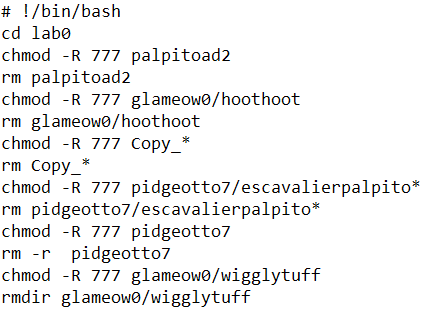 # !/bin/bash
cd lab0
chmod -R 777 palpitoad2
rm palpitoad2
chmod -R 777 glameow0/hoothoot
rm glameow0/hoothoot
chmod -R 777 Copy_*
rm Copy_*
chmod -R 777 pidgeotto7/escavalierpalpito*
rm pidgeotto7/escavalierpalpito*
chmod -R 777 pidgeotto7
rm -r  pidgeotto7
chmod -R 777 glameow0/wigglytuff
rmdir glameow0/wigglytuff